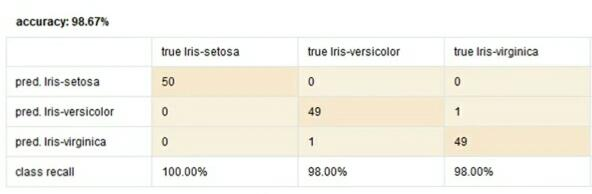 accuracy: 98.67%
true Iris-setosa true Iris-versicolor true Iris-virginica
pred. Iris-setosa 50 0 0
pred. Iris-versicolor 0 49 1
pred. Iris-virginica 0 1 49
class recall 100.00% 98.00% 98.00%